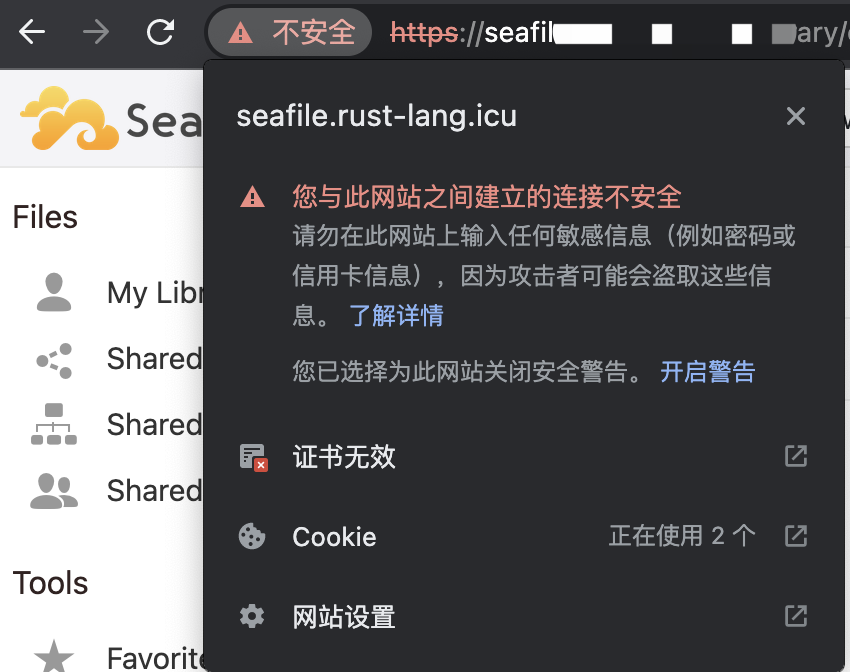 不安全 https://seafil ary/
Sea
seafile.rust-lang.icu
您与此网站之间建立的连接不安全
请勿在此网站上输入任何敏感信息（例如密码或
信用卡信息），因为攻击者可能会盗取这些信
息。 了解详情
您已选择为此网站关闭安全警告。 开启警告
证书无效
Cookie 正在使用 2 个
网站设置
Files
My Libr
Shared
Shared
Shared
Tools
Favorite